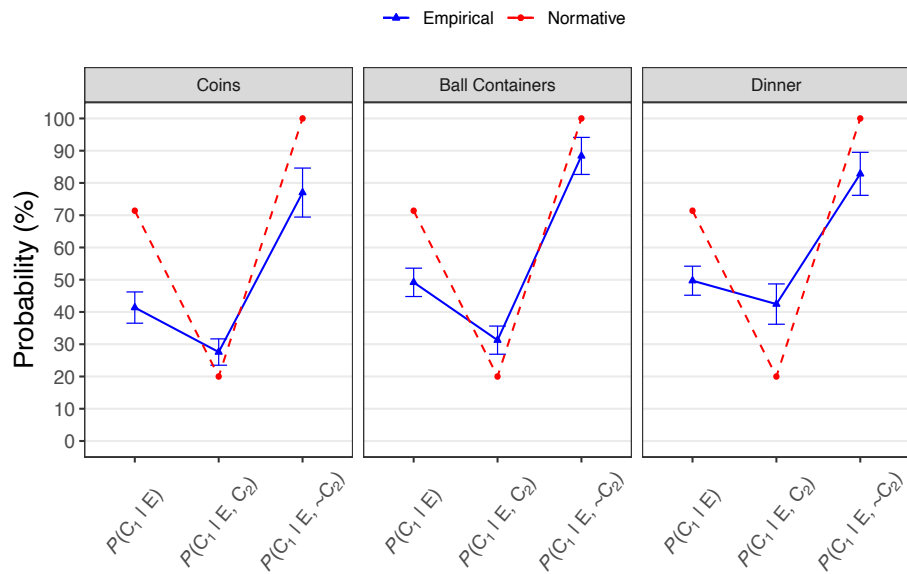 Empirical Normative
Coins Ball Containers Dinner
Probability (%)
100
90
80
70
60
50
40
30
20
10
0
P(C₁ | E) P(C₁ | E, C₂) P(C₁ | E, ~C₂) P(C₁ | E) P(C₁ | E, C₂) P(C₁ | E, ~C₂) P(C₁ | E) P(C₁ | E, C₂) P(C₁ | E, ~C₂)